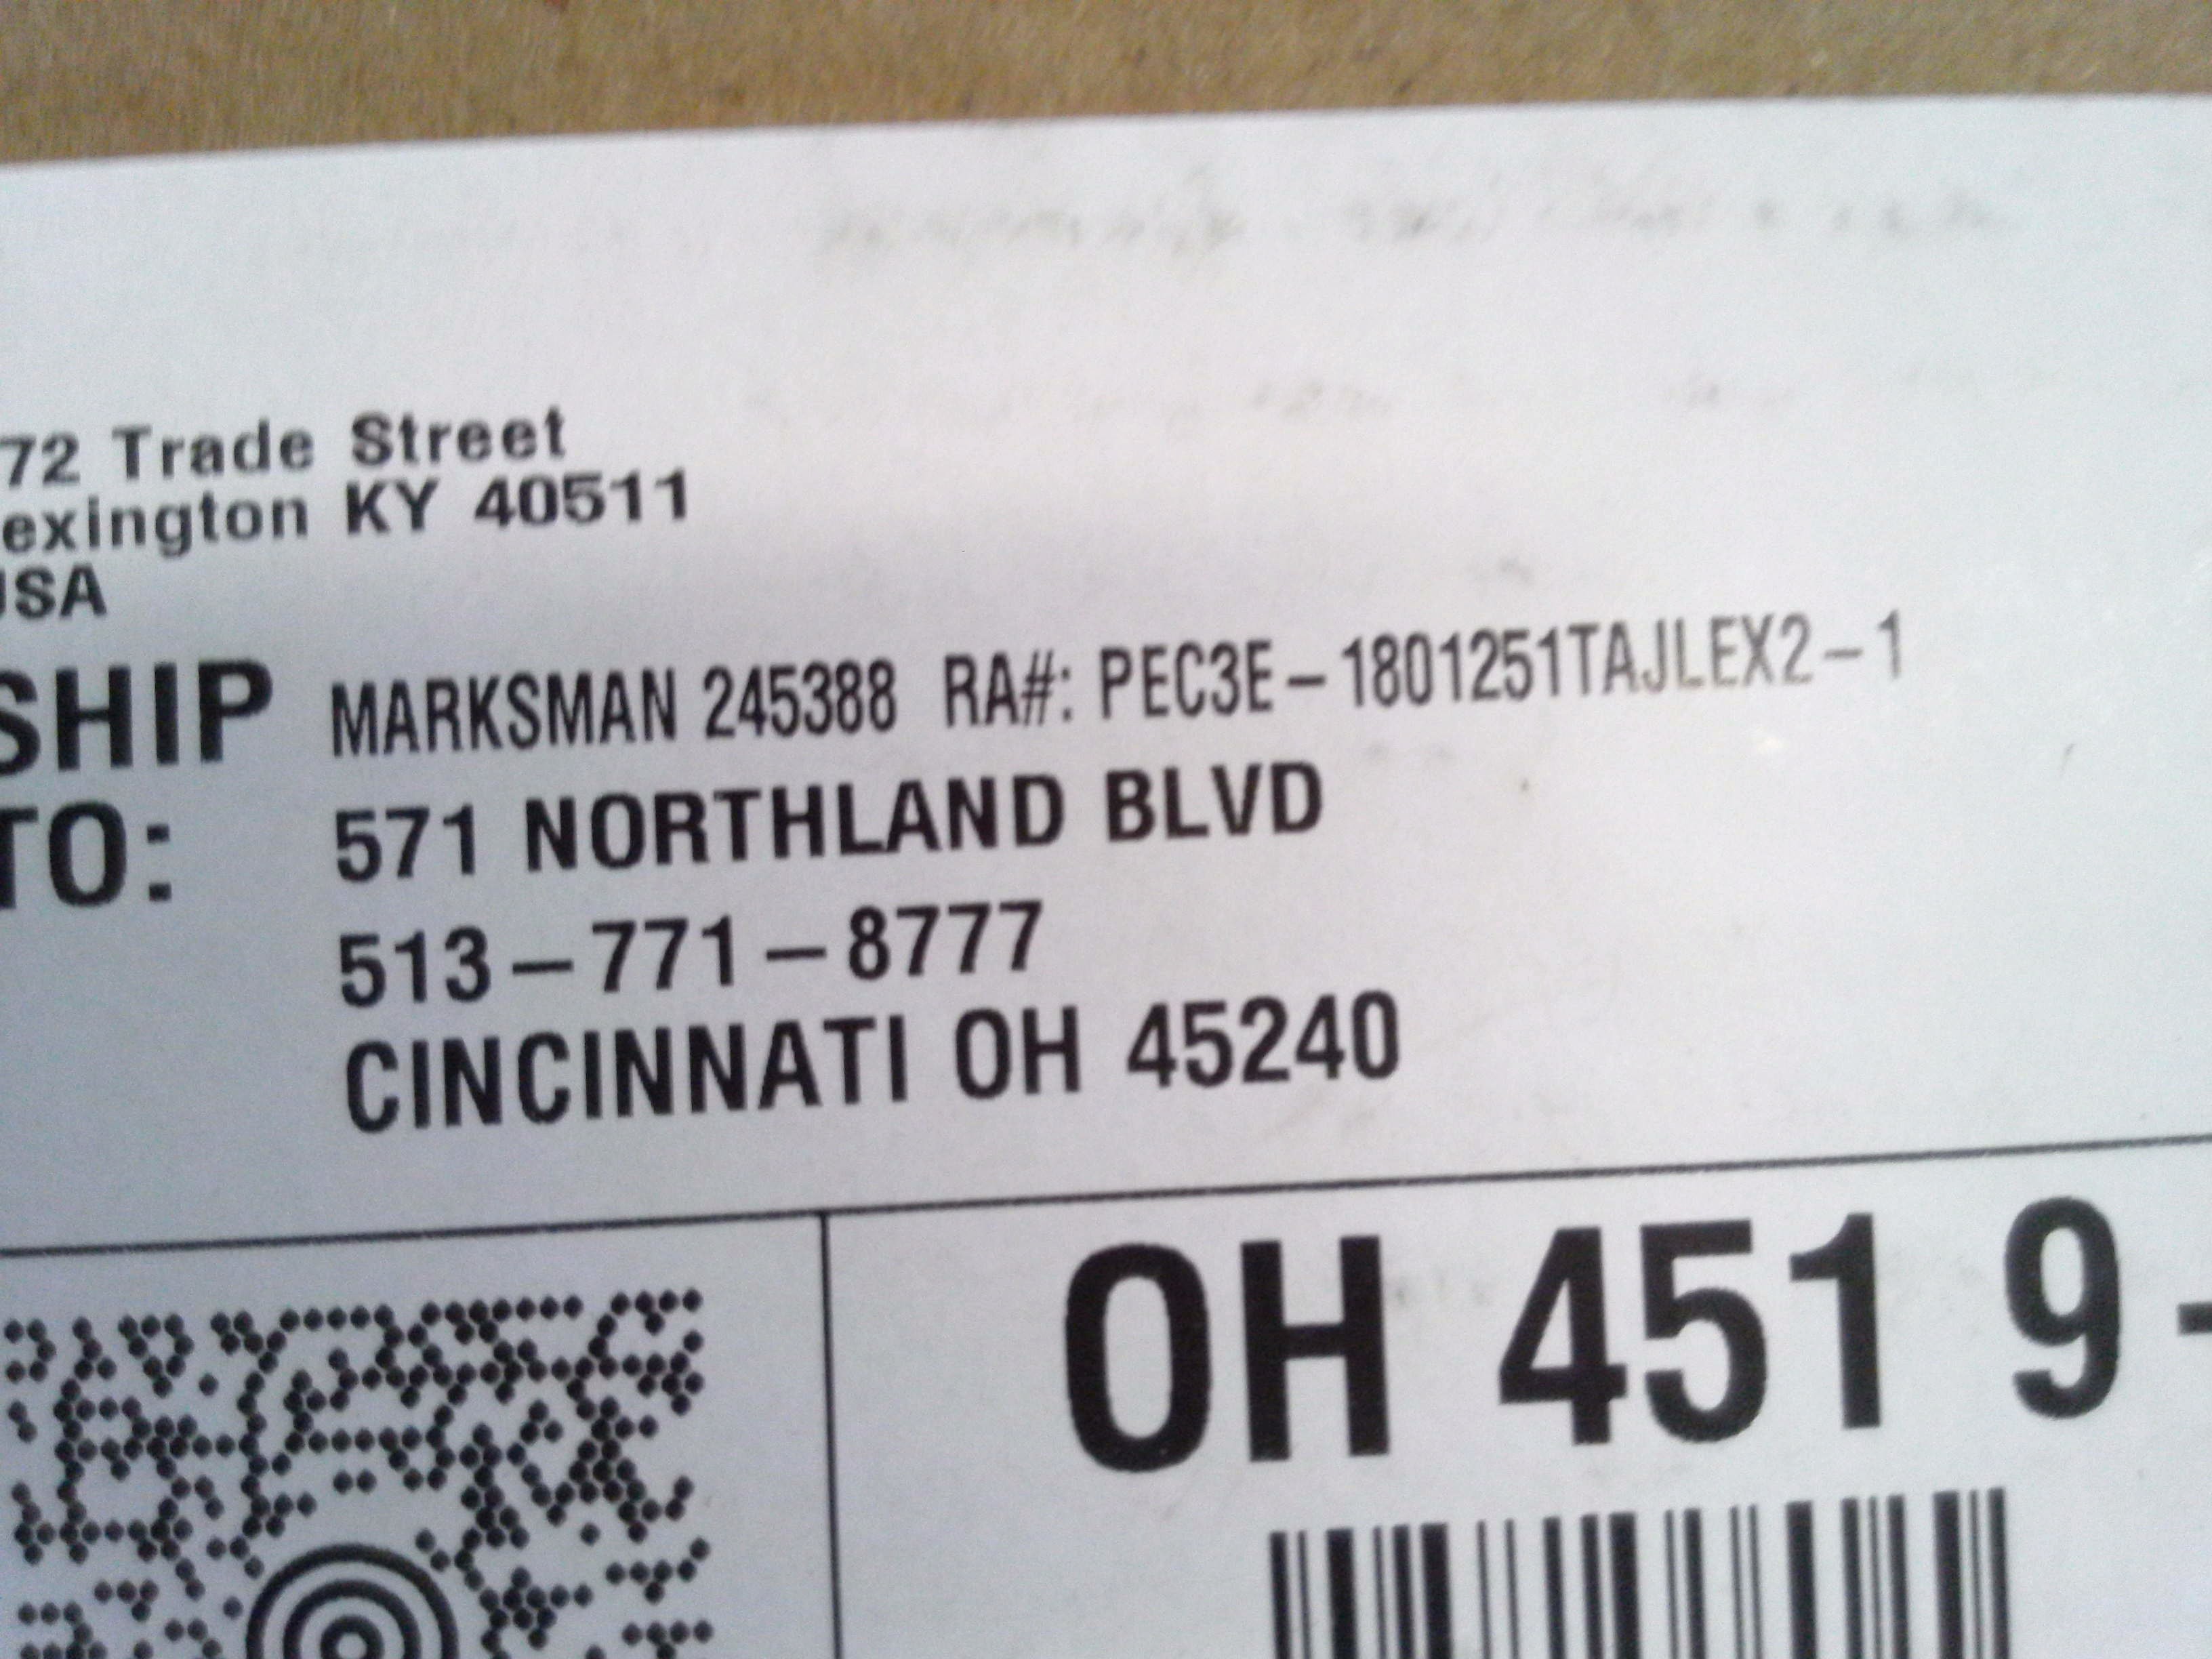 72 Trade Street
exington KY 40511
USA
SHIP TO:
MARKSMAN 245388 RA#: PEC3E-1801251TAJLEX2-1
571 NORTHLAND BLVD
513-771-8777
CINCINNATI OH 45240
OH 451 9-